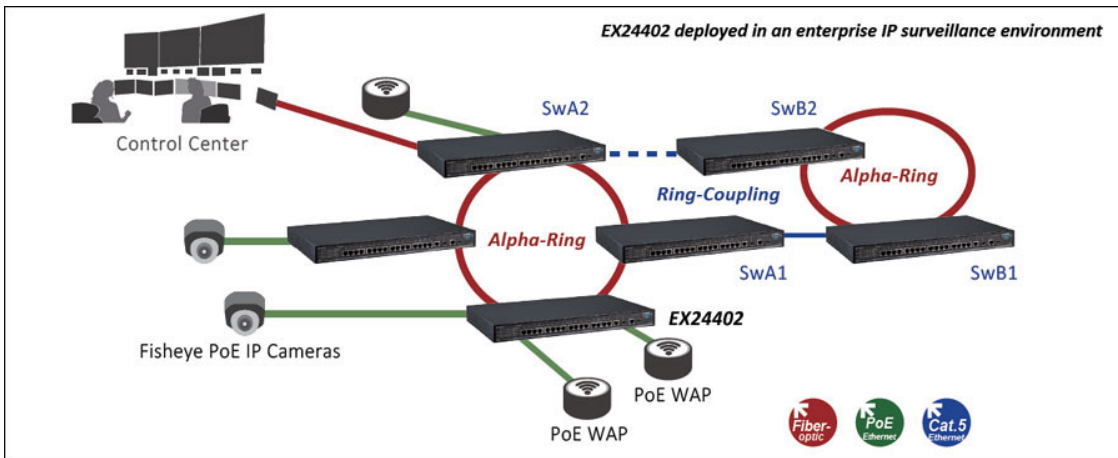 EX24402 deployed in an enterprise IP surveillance environment
SwA2
SwB2
Control Center
Alpha-Ring
Ring-Coupling
Alpha-Ring
SwA1
SwB1
EX24402
Fisheye PoE IP Cameras
PoE WAP
PoE WAP
Fiber-
optic
PoE
Ethernet
Cat.5
Ethernet